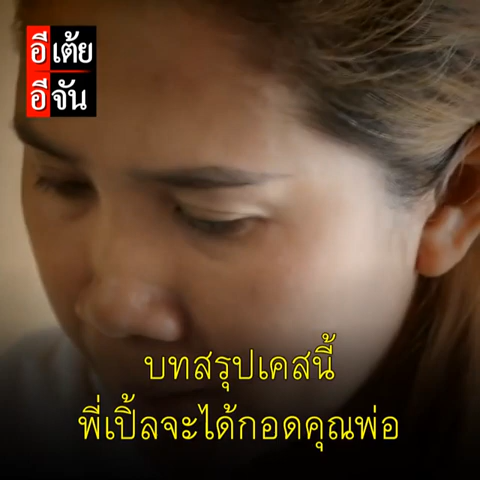 อีเต้ย
อีจัน
บทสรุปเคสนี้
พี่เปิ้ลจะได้กอดคุณพ่อ